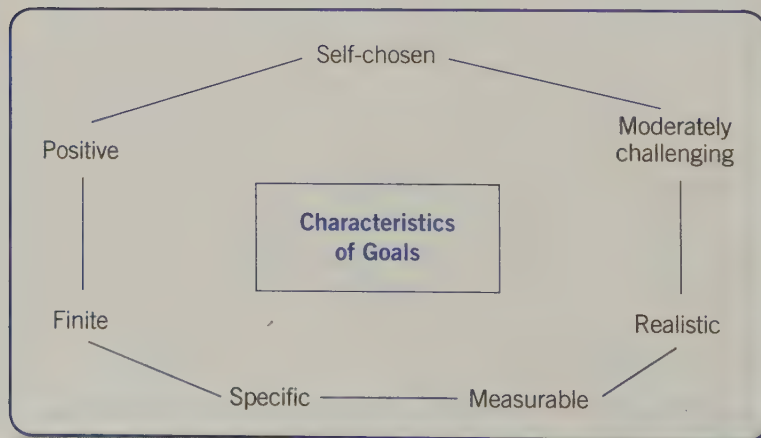 Self-chosen
Positive
Moderately
challenging
Characteristics
of Goals
Finite
Realistic
Specific
Measurable